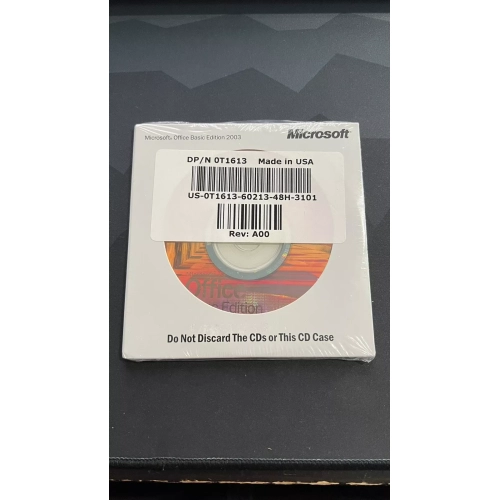 Microsoft® Office Basic Edition 2003
Microsoft
DP/N 0T1613 Made in USA
US-0T1613-60213-48H-3101
Rev: A00
Office
Edition
Do Not Discard The CDs or This CD Case